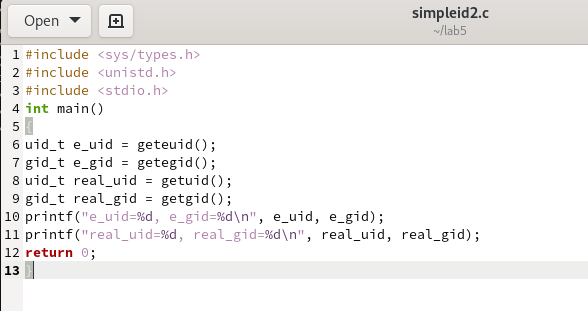 Open
simpleid2.c
~/lab5
1 #include <sys/types.h>
2 #include <unistd.h>
3 #include <stdio.h>
4 int main()
5 {
6 uid_t e_uid = geteuid();
7 gid_t e_gid = getegid();
8 uid_t real_uid = getuid();
9 gid_t real_gid = getgid();
10 printf("e_uid=%d, e_gid=%d\n", e_uid, e_gid);
11 printf("real_uid=%d, real_gid=%d\n", real_uid, real_gid);
12 return 0;
13 }